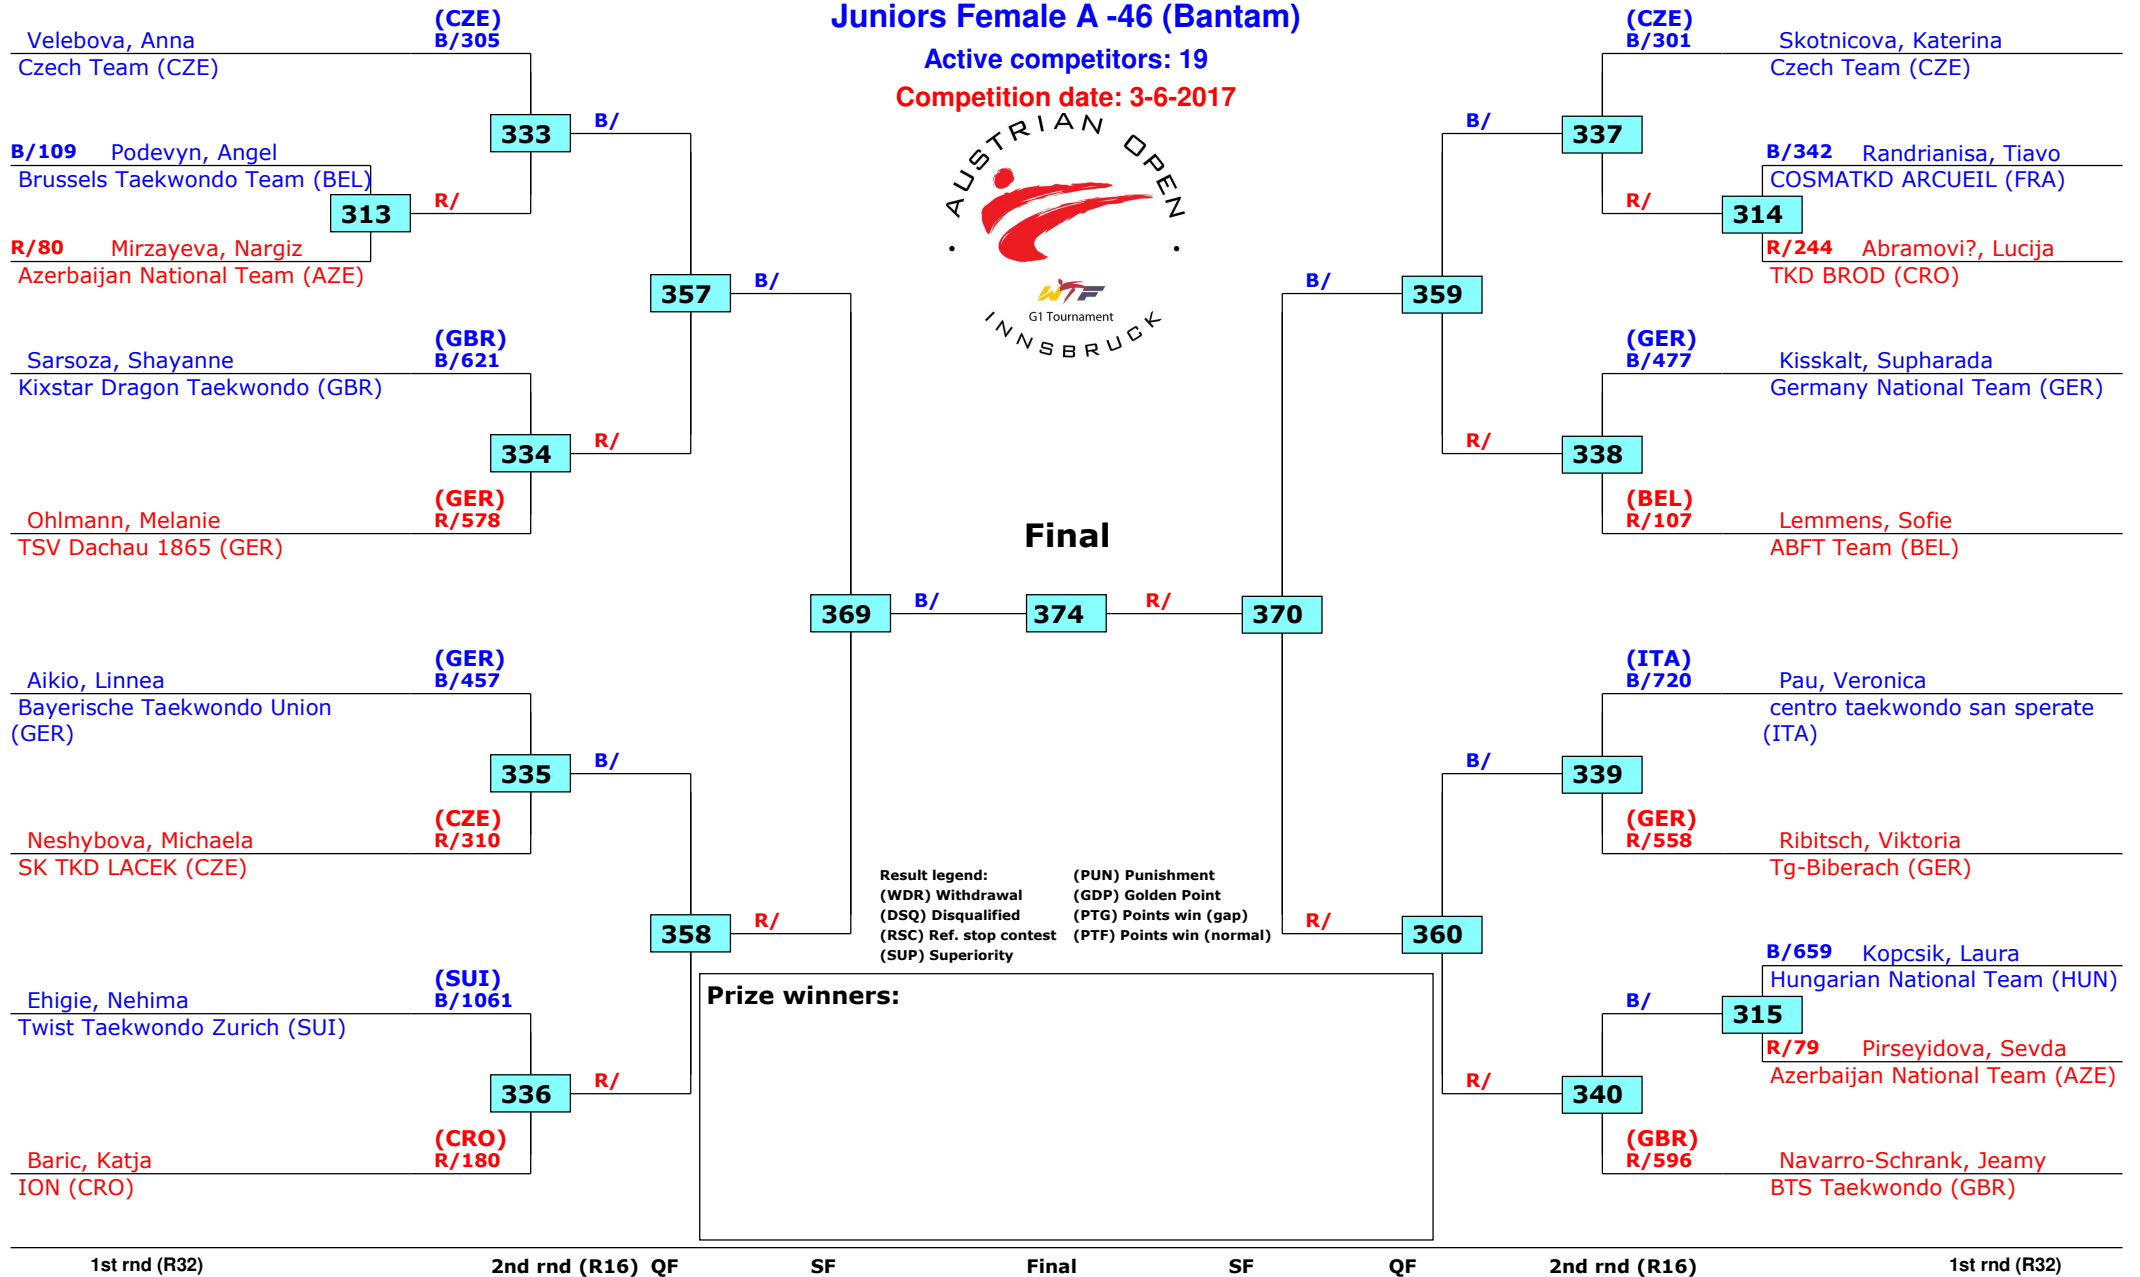 Juniors Female A -46 (Bantam)
Active competitors: 19
Competition date: 3-6-2017
AUSTRIAN OPEN
WTF
G1 Tournament
INNSBRUCK
(CZE)
Velebova, Anna B/305
Czech Team (CZE)
333
B/
B/109 Podevyn, Angel
Brussels Taekwondo Team (BEL)
313
R/
R/80 Mirzayeva, Nargiz
Azerbaijan National Team (AZE)
357
B/
(GBR)
Sarsoza, Shayanne B/621
Kixstar Dragon Taekwondo (GBR)
334
R/
(GER)
Ohlmann, Melanie R/578
TSV Dachau 1865 (GER)
369
B/
(GER)
Aikio, Linnea B/457
Bayerische Taekwondo Union
(GER)
335
B/
(CZE)
Neshybova, Michaela R/310
SK TKD LACEK (CZE)
358
R/
(SUI)
Ehigie, Nehima B/1061
Twist Taekwondo Zurich (SUI)
336
R/
(CRO)
Baric, Katja R/180
ION (CRO)
Final
374
R/
370
(CZE)
B/301 Skotnicova, Katerina
Czech Team (CZE)
B/
337
B/342 Randrianisa, Tiavo
COSMATKD ARCUEIL (FRA)
R/
314
R/244 Abramovi?, Lucija
TKD BROD (CRO)
B/
359
(GER)
B/477 Kisskalt, Supharada
Germany National Team (GER)
R/
338
(BEL)
R/107 Lemmens, Sofie
ABFT Team (BEL)
(ITA)
B/720 Pau, Veronica
centro taekwondo san sperate
(ITA)
B/
339
(GER)
R/558 Ribitsch, Viktoria
Tg-Biberach (GER)
R/
360
B/659 Kopcsik, Laura
Hungarian National Team (HUN)
B/
315
R/79 Pirseyidova, Sevda
Azerbaijan National Team (AZE)
R/
340
(GBR)
R/596 Navarro-Schrank, Jeamy
BTS Taekwondo (GBR)
Result legend: (PUN) Punishment
(WDR) Withdrawal (GDP) Golden Point
(DSQ) Disqualified (PTG) Points win (gap)
(RSC) Ref. stop contest (PTF) Points win (normal)
(SUP) Superiority
Prize winners:
1st rnd (R32) 2nd rnd (R16) QF SF Final SF QF 2nd rnd (R16) 1st rnd (R32)